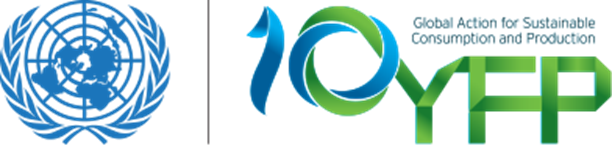 10YFP
Global Action for Sustainable
Consumption and Production